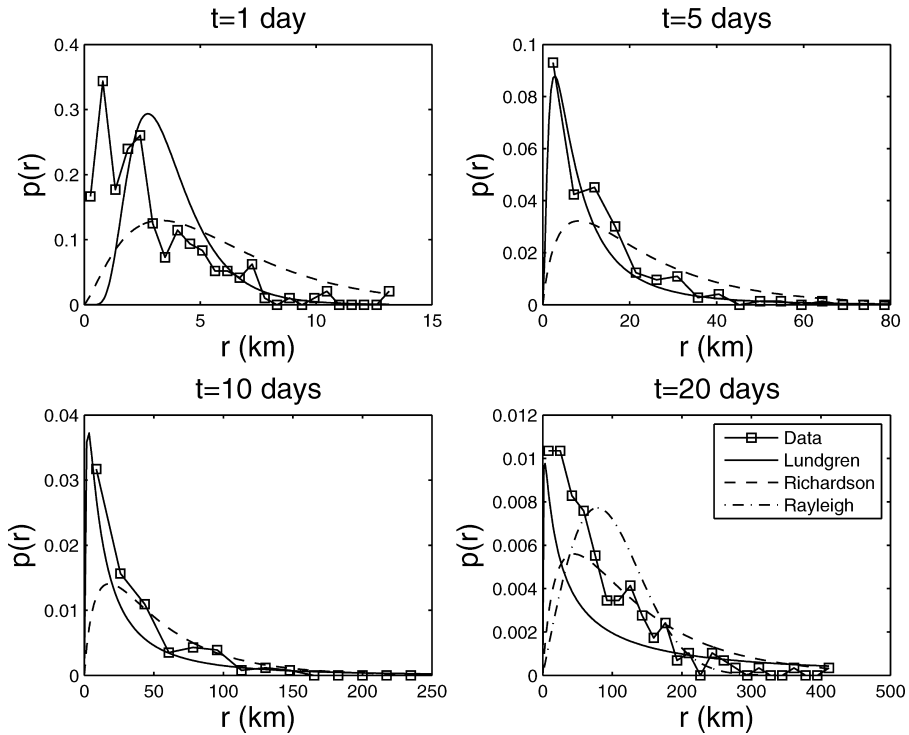 t=1 day
0.4
0.3
0.2
0.1
0
p(r)
0 5 10 15
r (km)
t=5 days
0.1
0.08
0.06
0.04
0.02
0
p(r)
0 20 40 60 80
r (km)
t=10 days
0.04
0.03
0.02
0.01
0
p(r)
0 50 100 150 200 250
r (km)
t=20 days
0.012
0.01
0.008
0.006
0.004
0.002
0
p(r)
Data
Lundgren
Richardson
Rayleigh
0 100 200 300 400 500
r (km)